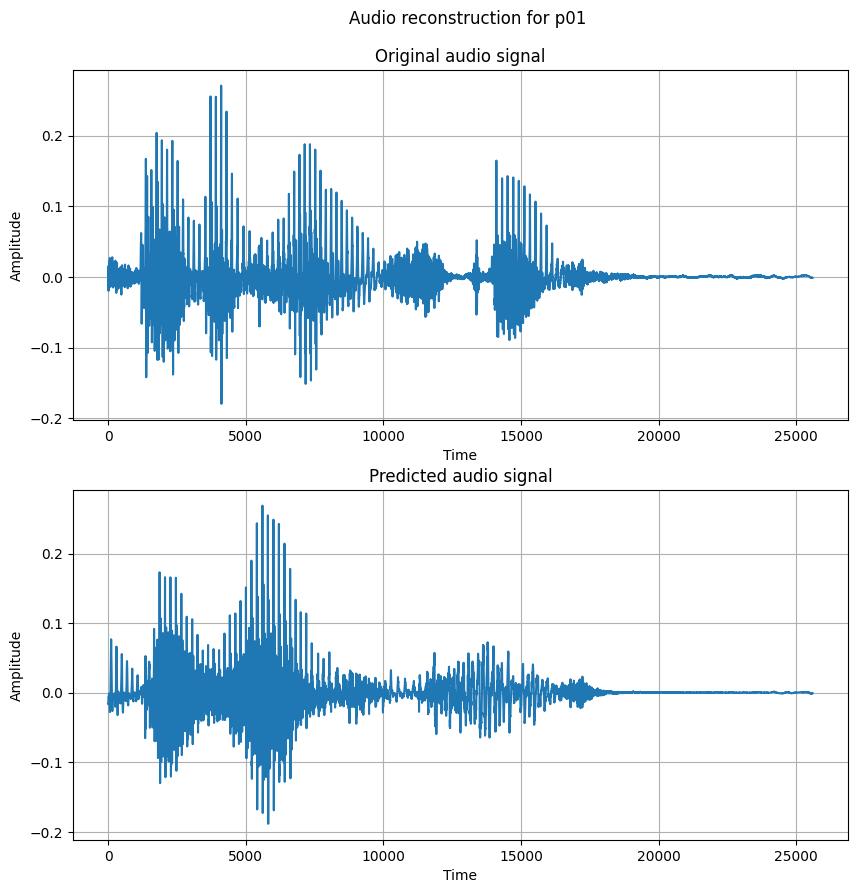 Audio reconstruction for p01
Original audio signal
Amplitude
0.2
0.1
0.0
−0.1
−0.2
0 5000 10000 15000 20000 25000
Time
Predicted audio signal
Amplitude
0.2
0.1
0.0
−0.1
−0.2
0 5000 10000 15000 20000 25000
Time